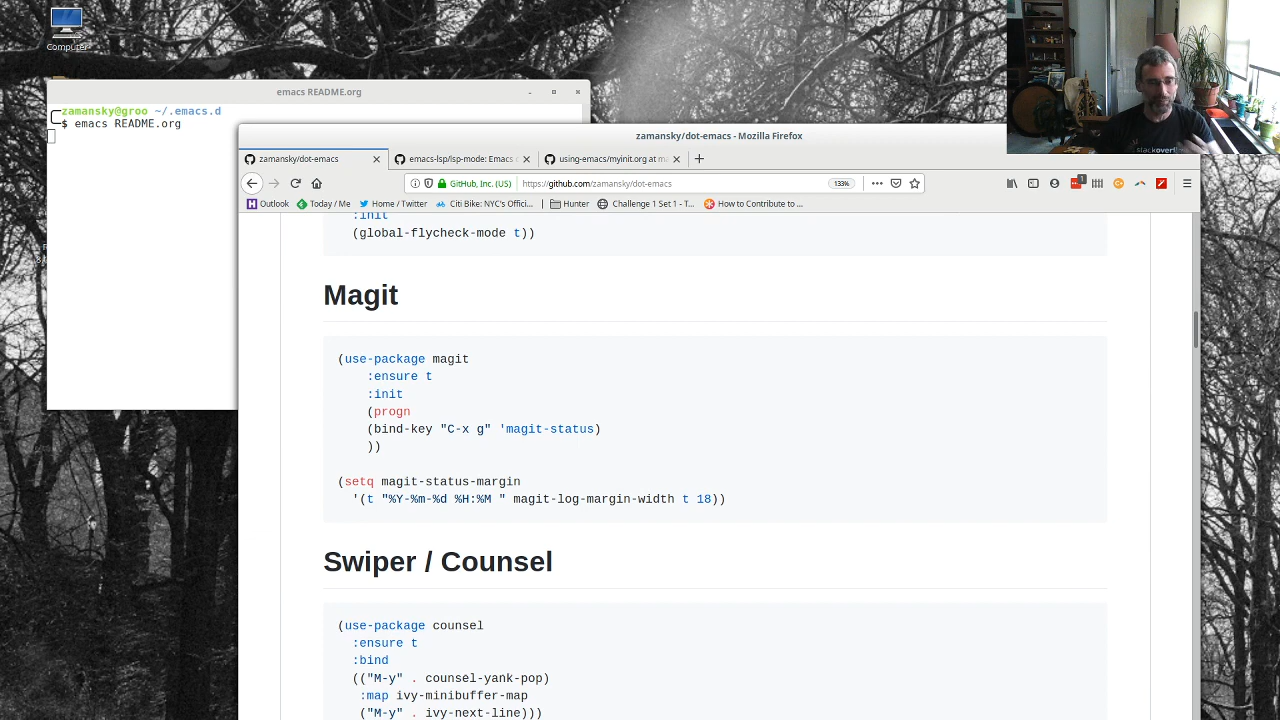 Computer
emacs README.org
zamansky@groo ~/.emacs.d
$ emacs README.org
zamansky/dot-emacs - Mozilla Firefox
zamansky/dot-emacs
emacs-lsp/lsp-mode: Emacs
using-emacs/myinit.org at
GitHub, Inc. (US)
https://github.com/zamansky/dot-emacs
133%
1
Outlook
Today / Me
Home / Twitter
Citi Bike: NYC's Offici...
Hunter
Challenge 1 Set 1 - T...
How to Contribute to ...
:init
(global-flycheck-mode t))
Magit
(use-package magit
:ensure t
:init
(progn
(bind-key "C-x g" 'magit-status)
))
(setq magit-status-margin
'(t "%Y-%m-%d %H:%M " magit-log-margin-width t 18))
Swiper / Counsel
(use-package counsel
:ensure t
:bind
(("M-y" . counsel-yank-pop)
:map ivy-minibuffer-map
("M-y" . ivy-next-line)))